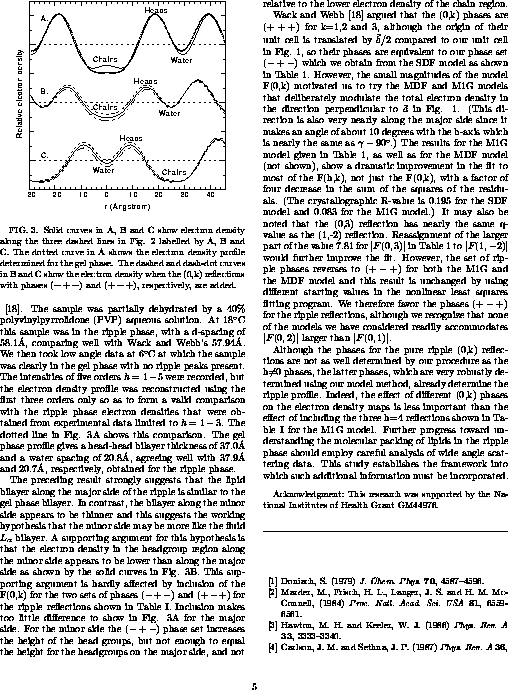 Heads
A.
Chains
Water
Heads
B.
Chains
Water
Heads
C.
Water
Chains
Relative electron density
30 20 10 0 10 20 30 40
r (Angstrom)
FIG. 3. Solid curves in A, B and C show electron density
along the three dashed lines in Fig. 2 labelled by A, B and
C. The dotted curve in A shows the electron density profile
determined for the gel phase. The dashed and dash-dot curves
in B and C show the electron density when the (0,k) reflections
with phases (− + −) and (+ − +), respectively, are added.
[18]. The sample was partially dehydrated by a 40%
polyvinylpyrrolidone (PVP) aqueous solution. At 18°C
this sample was in the ripple phase, with a d-spacing of
58.1Å, comparing well with Wack and Webb's 57.94Å.
We then took low angle data at 6°C at which the sample
was clearly in the gel phase with no ripple peaks present.
The intensities of five orders h = 1 − 5 were recorded, but
the electron density profile was reconstructed using the
first three orders only so as to form a valid comparison
with the ripple phase electron densities that were ob-
tained from experimental data limited to h = 1 − 3. The
dotted line in Fig. 3A shows this comparison. The gel
phase profile gives a head-head bilayer thickness of 37.0Å
and a water spacing of 20.8Å, agreeing well with 37.9Å
and 20.7Å, respectively, obtained for the ripple phase.
The preceding result strongly suggests that the lipid
bilayer along the major side of the ripple is similar to the
gel phase bilayer. In contrast, the bilayer along the minor
side appears to be thinner and this suggests the working
hypothesis that the minor side may be more like the fluid
Lα bilayer. A supporting argument for this hypothesis is
that the electron density in the headgroup region along
the minor side appears to be lower than along the major
side as shown by the solid curves in Fig. 3B. This sup-
porting argument is hardly affected by inclusion of the
F(0,k) for the two sets of phases (− + −) and (+ − +) for
the ripple reflections shown in Table I. Inclusion makes
too little difference to show in Fig. 3A for the major
side. For the minor side the (− + −) phase set increases
the height of the head groups, but not enough to equal
the height for the headgroups on the major side, and not
relative to the lower electron density of the chain region.
Wack and Webb [18] argued that the (0,k) phases are
(+ + +) for k=1,2 and 3, although the origin of their
unit cell is translated by b/2 compared to our unit cell
in Fig. 1, so their phases are equivalent to our phase set
(− + −) which we obtain from the SDF model as shown
in Table 1. However, the small magnitudes of the model
F(0,k) motivated us to try the MDF and M1G models
that deliberately modulate the total electron density in
the direction perpendicular to a in Fig. 1. (This di-
rection is also very nearly along the major side since it
makes an angle of about 10 degrees with the b-axis which
is nearly the same as γ − 90°.) The results for the M1G
model given in Table 1, as well as for the MDF model
(not shown), show a dramatic improvement in the fit to
most of the F(h,k), not just the F(0,k), with a factor of
four decrease in the sum of the squares of the residu-
als. (The crystallographic R-value is 0.195 for the SDF
model and 0.083 for the M1G model.) It may also be
noted that the (0,3) reflection has nearly the same q-
value as the (1,-2) reflection. Reassignment of the larger
part of the value 7.81 for |F(0,3)| in Table 1 to |F(1,−2)|
would further improve the fit. However, the set of rip-
ple phases reverses to (+ − +) for both the M1G and
the MDF model and this result is unchanged by using
different starting values in the nonlinear least squares
fitting program. We therefore favor the phases (+ − +)
for the ripple reflections, although we recognize that none
of the models we have considered readily accommodates
|F(0,2)| larger than |F(0,1)|.
Although the phases for the pure ripple (0,k) reflec-
tions are not as well determined by our procedure as the
h≠0 phases, the latter phases, which are very robustly de-
termined using our model method, already determine the
ripple profile. Indeed, the effect of different (0,k) phases
on the electron density maps is less important than the
effect of including the three h=4 reflections shown in Ta-
ble I for the M1G model. Further progress toward un-
derstanding the molecular packing of lipids in the ripple
phase should employ careful analysis of wide angle scat-
tering data. This study establishes the framework into
which such additional information must be incorporated.
Acknowledgment: This research was supported by the Na-
tional Institutes of Health Grant GM44976.
[1] Doniach, S. (1979) J. Chem. Phys. 70, 4587–4596.
[2] Marder, M., Frisch, H. L., Langer, J. S. and H. M. Mc-
Connell, (1984) Proc. Natl. Acad. Sci. USA 81, 6559-
6561.
[3] Hawton, M. H. and Keeler, W. J. (1986) Phys. Rev. A
33, 3333-3340.
[4] Carlson, J. M. and Sethna, J. P. (1987) Phys. Rev. A 36,
5